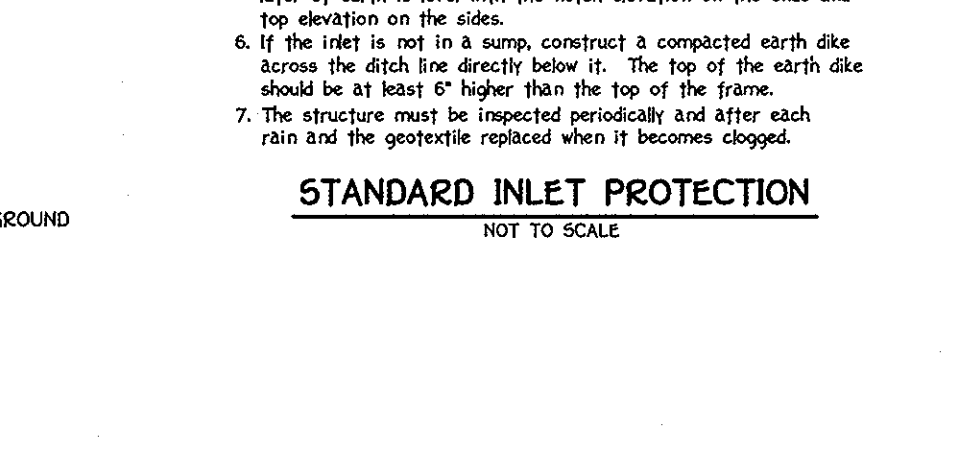 top elevation on the sides.
6. If the inlet is not in a sump, construct a compacted earth dike
across the ditch line directly below it. The top of the earth dike
should be at least 6" higher than the top of the frame.
7. The structure must be inspected periodically and after each
rain and the geotextile replaced when it becomes clogged.
STANDARD INLET PROTECTION
ROUND
NOT TO SCALE